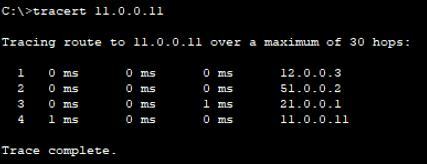 C:\>tracert 11.0.0.11
Tracing route to 11.0.0.11 over a maximum of 30 hops:
1 0 ms 0 ms 0 ms 12.0.0.3
2 0 ms 0 ms 0 ms 51.0.0.2
3 0 ms 0 ms 1 ms 21.0.0.1
4 1 ms 0 ms 0 ms 11.0.0.11
Trace complete.